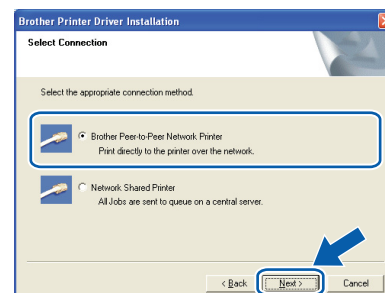 Brother Printer Driver Installation
Select Connection
Select the appropriate connection method.
Brother Peer-to-Peer Network Printer
Print directly to the printer over the network.
Network Shared Printer
All Jobs are sent to queue on a central server.
< Back
Next >
Cancel